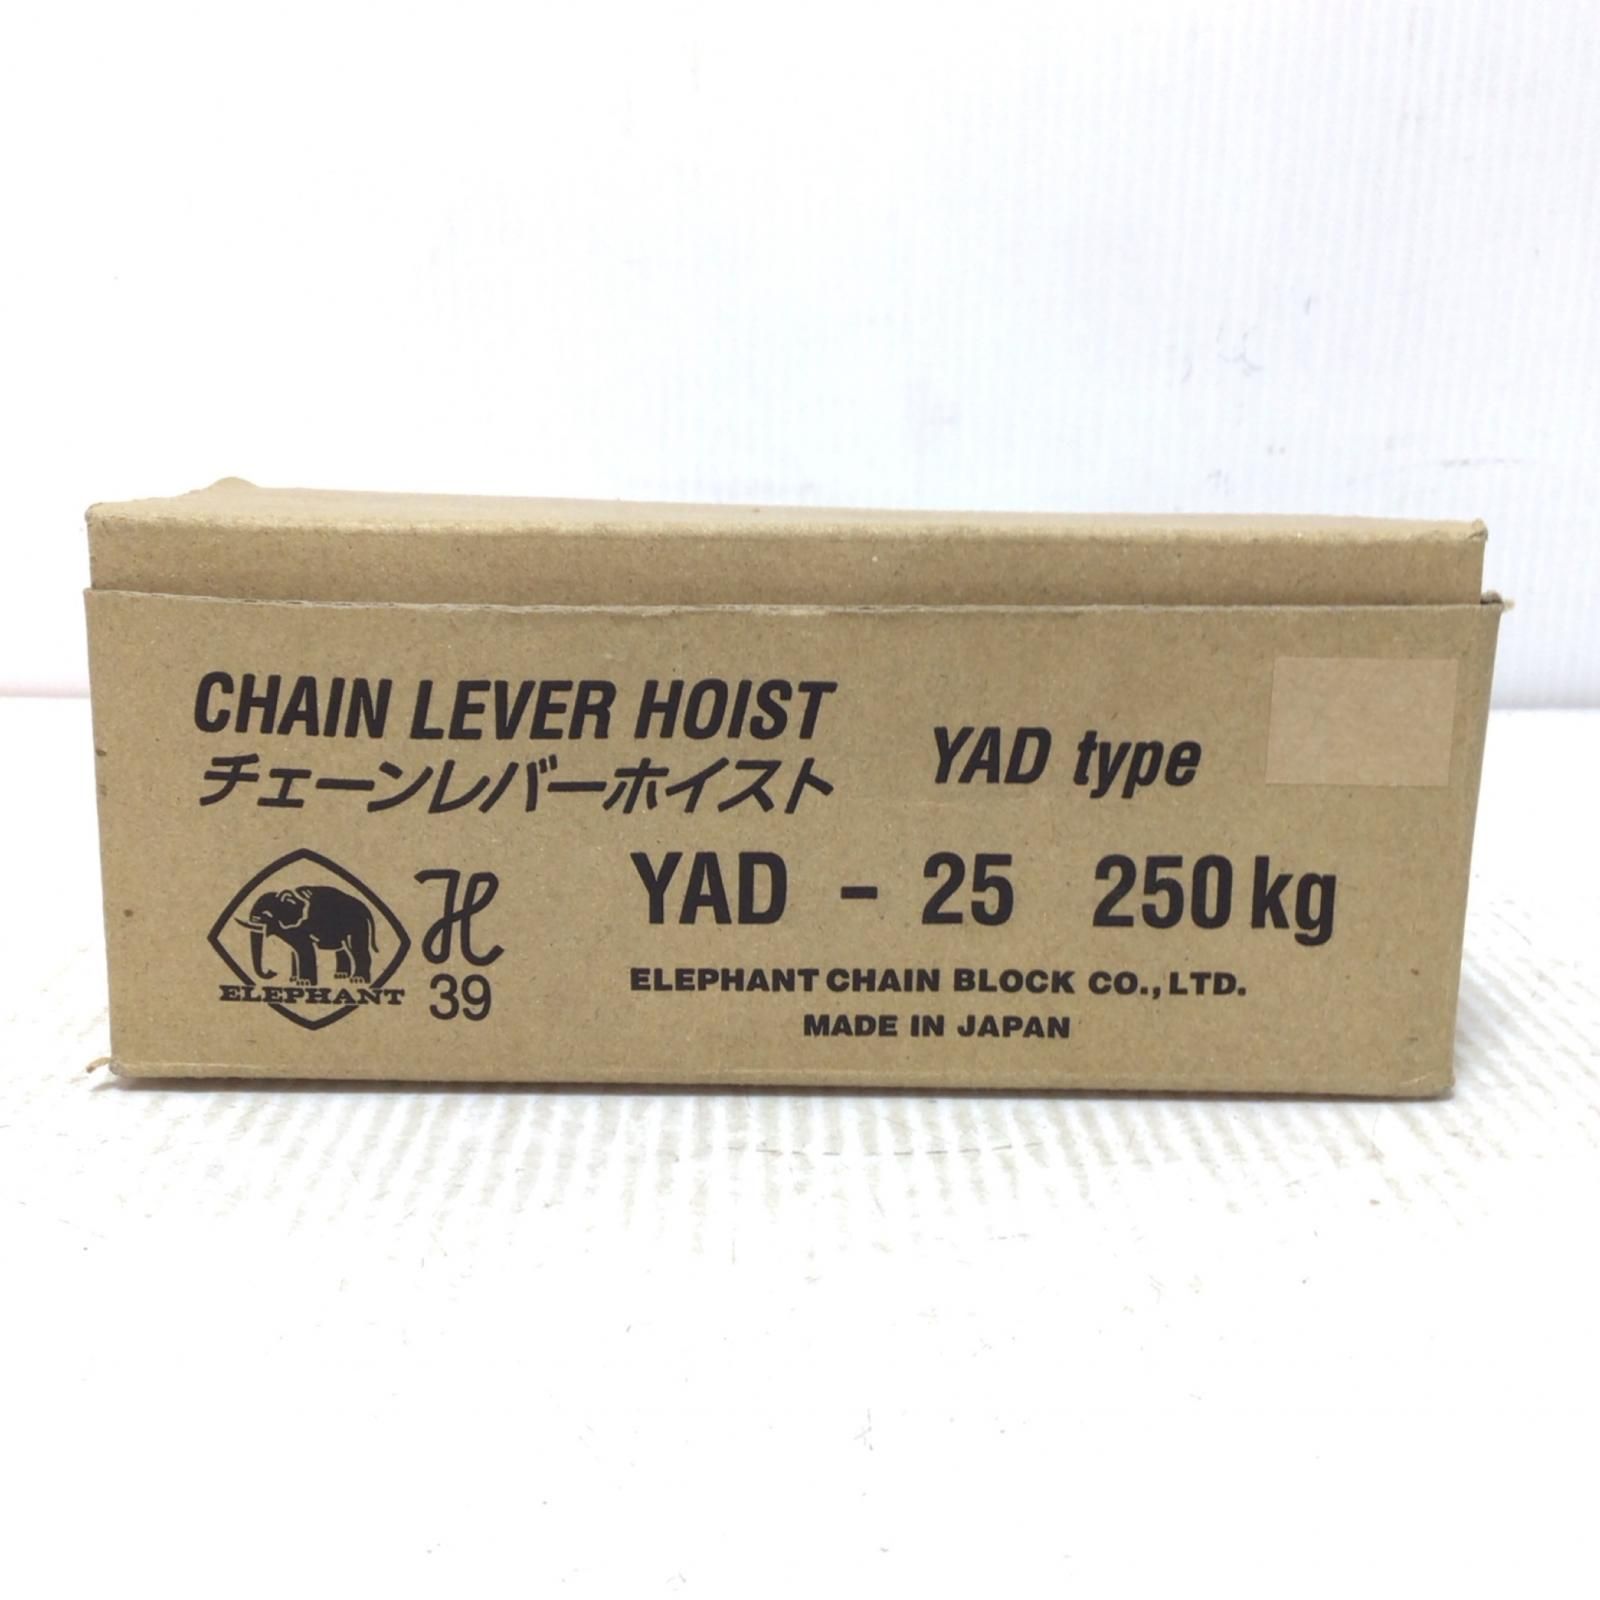 CHAIN LEVER HOIST
チェーンレバーホイスト
YAD type
YAD - 25 250kg
ELEPHANT
H
39
ELEPHANT CHAIN BLOCK CO., LTD.
MADE IN JAPAN